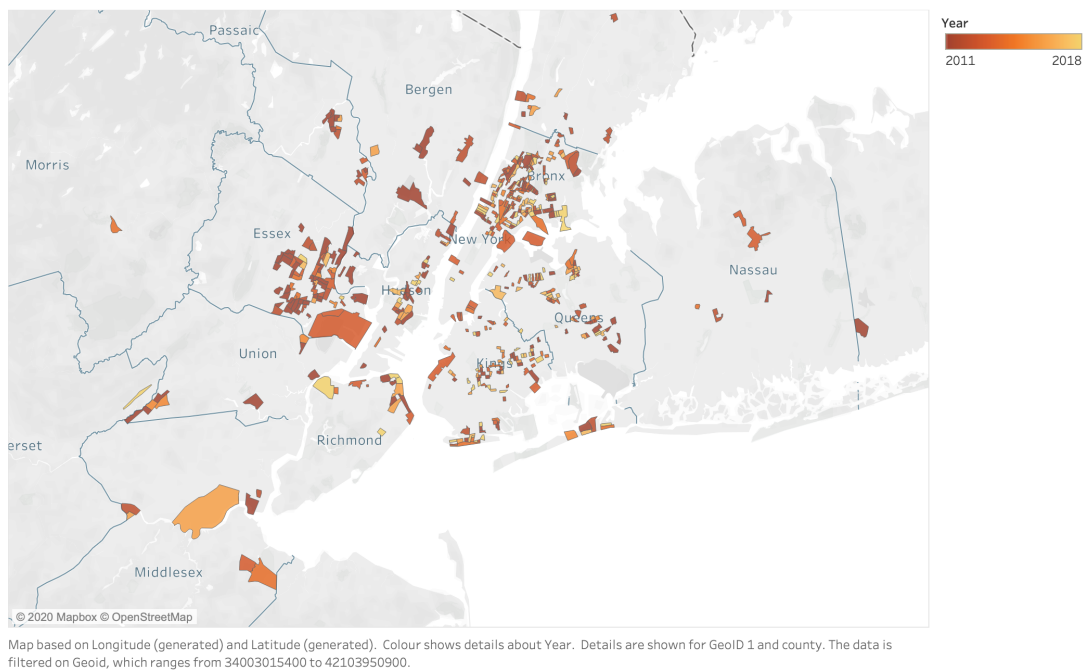 Passaic
Year
2011 2018
Bergen
Morris
Bronx
Essex
New York
Nassau
Hudson
Queens
Union
Kings
Richmond
erset
Middlesex
© 2020 Mapbox © OpenStreetMap
Map based on Longitude (generated) and Latitude (generated).  Colour shows details about Year.  Details are shown for GeoID 1 and county. The data is
filtered on Geoid, which ranges from 34003015400 to 42103950900.